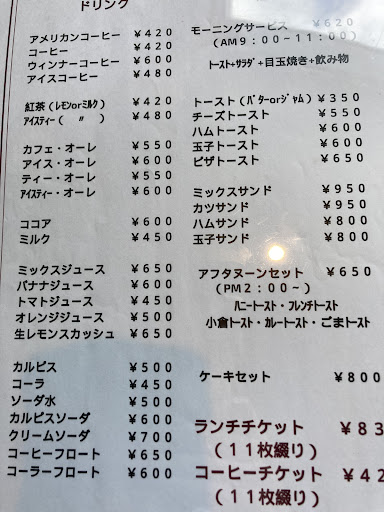 ドリンク
アメリカンコーヒー ￥420
コーヒー ￥420
ウィンナーコーヒー ￥600
アイスコーヒー ￥480
紅茶（ﾚﾓﾝorﾐﾙｸ） ￥420
ｱｲｽﾃｨｰ（ 〃 ） ￥480
カフェ・オーレ ￥550
アイス・オーレ ￥600
ティー・オーレ ￥550
ｱｲｽﾃｨｰ・オーレ ￥600
ココア ￥600
ミルク ￥450
ミックスジュース ￥650
バナナジュース ￥600
トマトジュース ￥450
オレンジジュース ￥500
生レモンスカッシュ ￥650
カルピス ￥500
コーラ ￥450
ソーダ水 ￥500
カルピスソーダ ￥600
クリームソーダ ￥700
コーヒーフロート ￥650
コーラーフロート ￥600
モーニングサービス ￥620
（AM9：00～11：00）
ﾄｰｽﾄ+ｻﾗﾀﾞ+目玉焼き+飲み物
トースト（ﾊﾞﾀｰorｼﾞｬﾑ） ￥350
チーズトースト ￥550
ハムトースト ￥600
玉子トースト ￥600
ピザトースト ￥650
ミックスサンド ￥950
カツサンド ￥950
ハムサンド ￥800
玉子サンド ￥800
アフタヌーンセット ￥650
（PM2：00～）
ﾊﾆｰﾄｰｽﾄ・ﾌﾚﾝﾁﾄｰｽﾄ
小倉ﾄｰｽﾄ・ｶﾚｰﾄｰｽﾄ・ごまﾄｰｽﾄ
ケーキセット ￥800
ランチチケット ￥83
（11枚綴り）
コーヒーチケット ￥42
（11枚綴り）